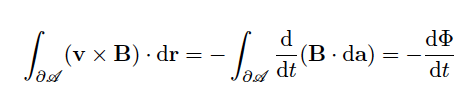 ∫_{∂𝒜} (𝐯 × 𝐁) · d𝐫 = − ∫_{∂𝒜} d/dt (𝐁 · d𝐚) = − dΦ/dt